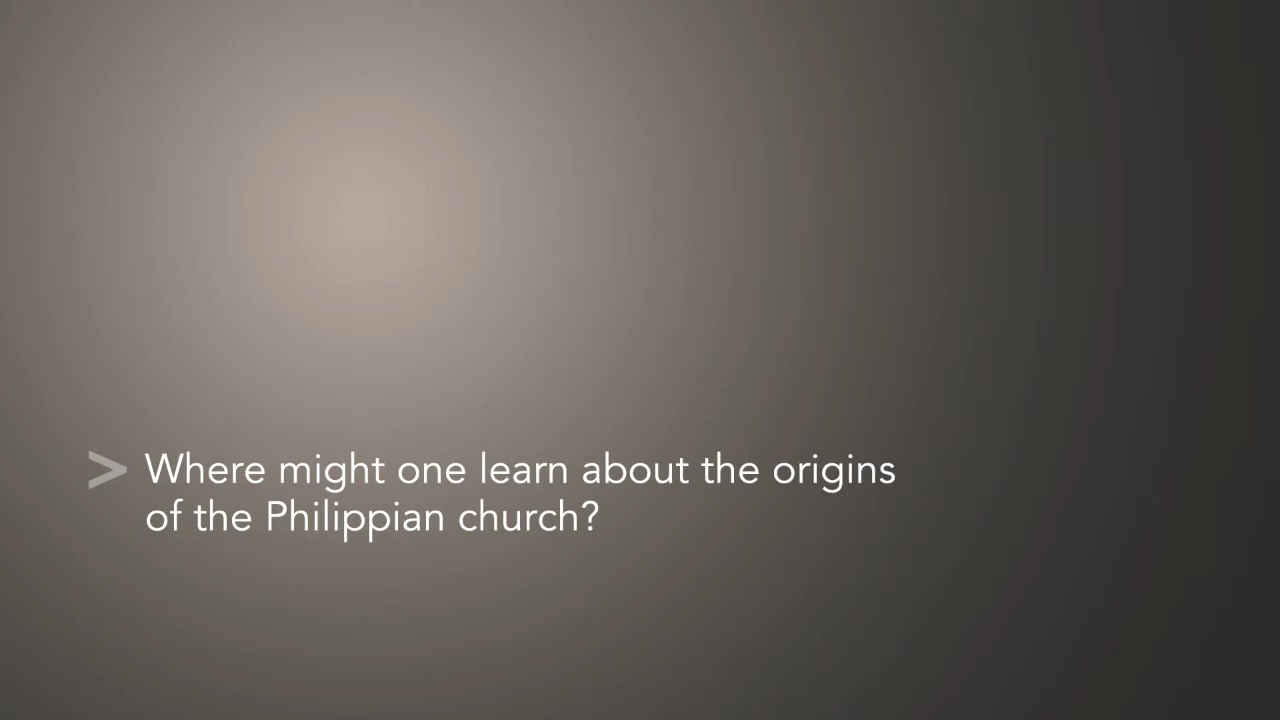 > Where might one learn about the origins
of the Philippian church?